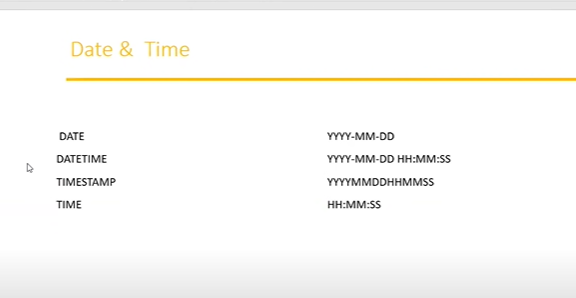 Date & Time
DATE YYYY-MM-DD
DATETIME YYYY-MM-DD HH:MM:SS
TIMESTAMP YYYYMMDDHHMMSS
TIME HH:MM:SS